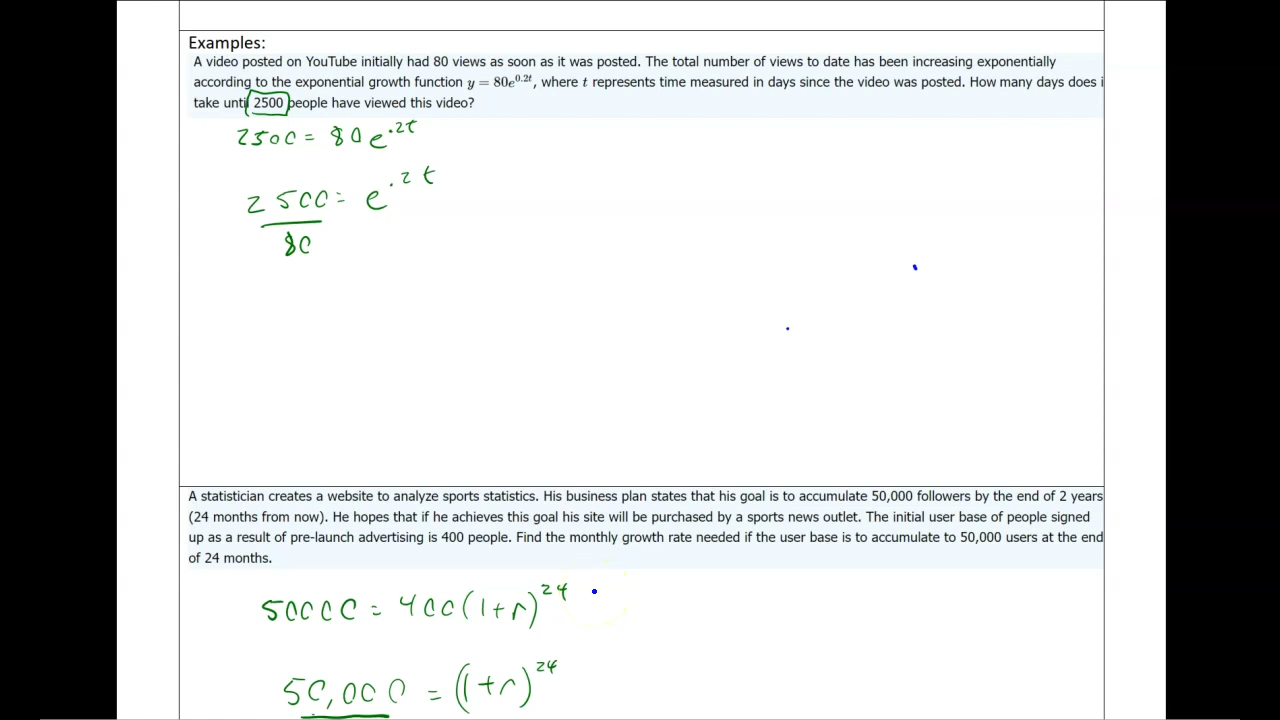 Examples:
A video posted on YouTube initially had 80 views as soon as it was posted. The total number of views to date has been increasing exponentially
according to the exponential growth function y = 80e^{0.2t}, where t represents time measured in days since the video was posted. How many days does i
take until 2500 people have viewed this video?
2500 = 80e^{.2t}
2500 = e^{.2t}
80
A statistician creates a website to analyze sports statistics. His business plan states that his goal is to accumulate 50,000 followers by the end of 2 years
(24 months from now). He hopes that if he achieves this goal his site will be purchased by a sports news outlet. The initial user base of people signed
up as a result of pre-launch advertising is 400 people. Find the monthly growth rate needed if the user base is to accumulate to 50,000 users at the end
of 24 months.
50000 = 400(1+r)^{24}
50,000 = (1+r)^{24}